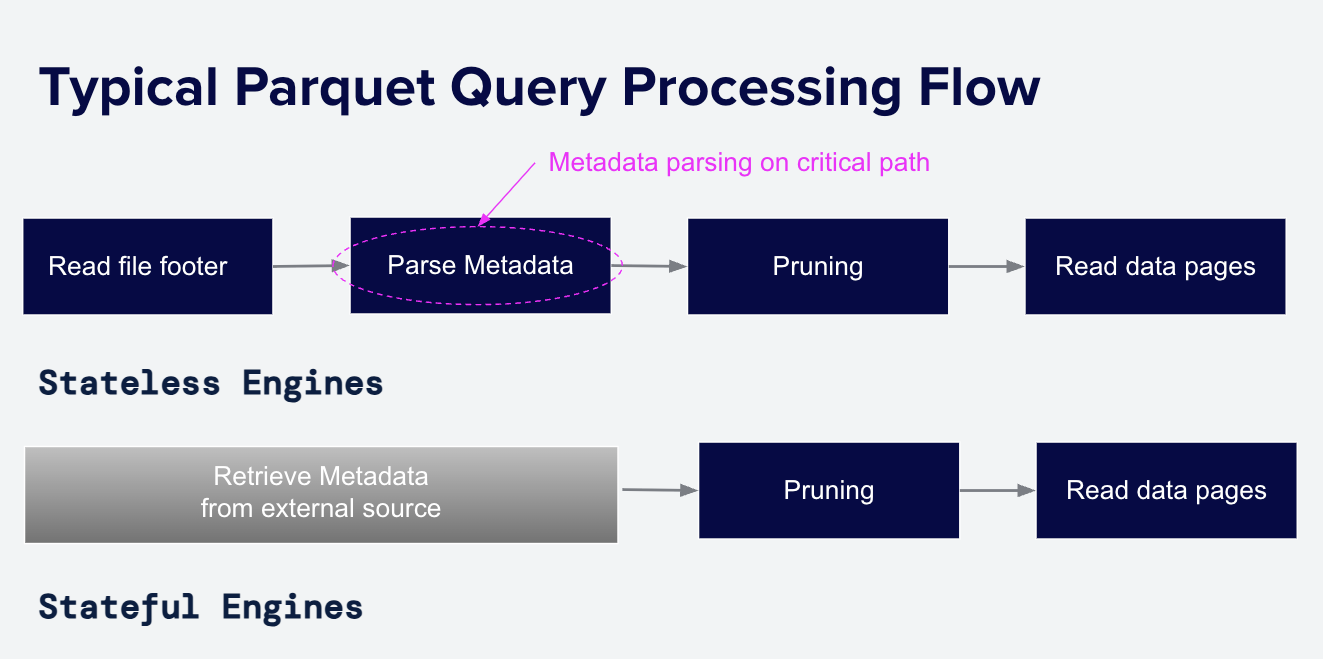 Typical Parquet Query Processing Flow
Metadata parsing on critical path
Read file footer
Parse Metadata
Pruning
Read data pages
Stateless Engines
Retrieve Metadata
from external source
Pruning
Read data pages
Stateful Engines